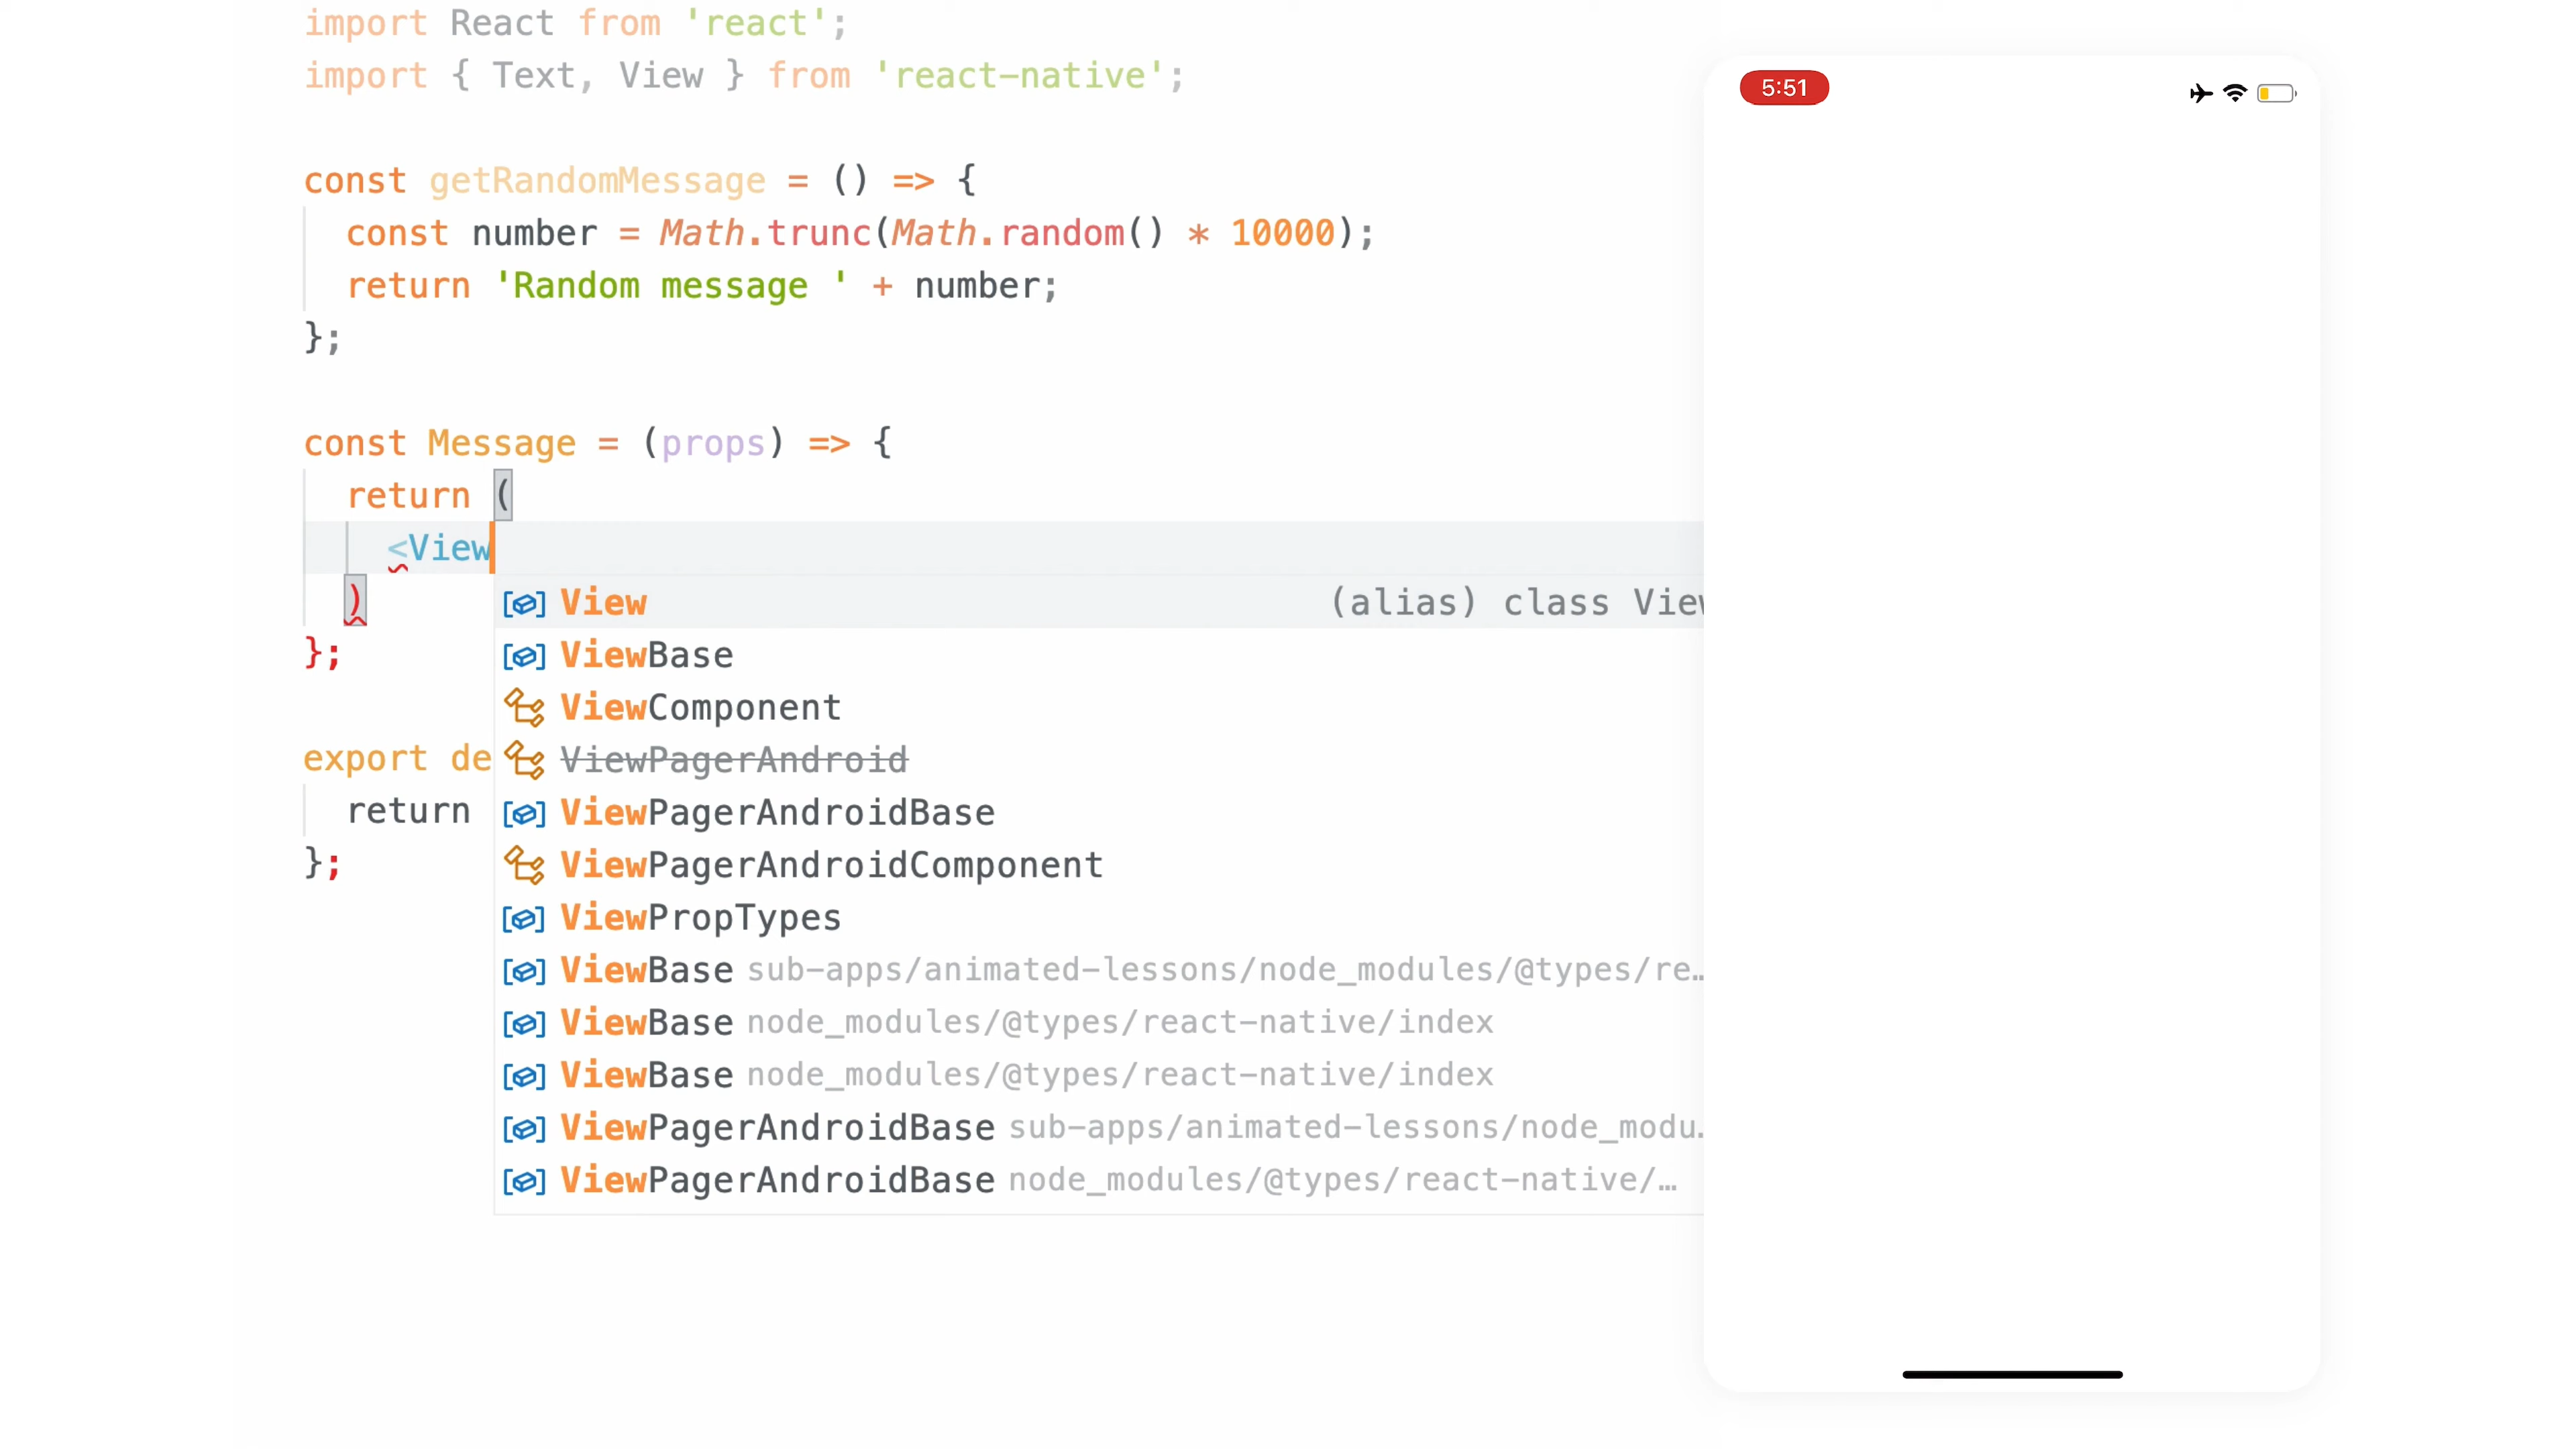 import React from 'react';
import { Text, View } from 'react-native';
const getRandomMessage = () => {
const number = Math.trunc(Math.random() * 10000);
return 'Random message ' + number;
};
const Message = (props) => {
return (
<View
)
};
export de
return
};
View (alias) class View
ViewBase
ViewComponent
ViewPagerAndroid
ViewPagerAndroidBase
ViewPagerAndroidComponent
ViewPropTypes
ViewBase sub-apps/animated-lessons/node_modules/@types/re…
ViewBase node_modules/@types/react-native/index
ViewBase node_modules/@types/react-native/index
ViewPagerAndroidBase sub-apps/animated-lessons/node_modu…
ViewPagerAndroidBase node_modules/@types/react-native/…
5:51